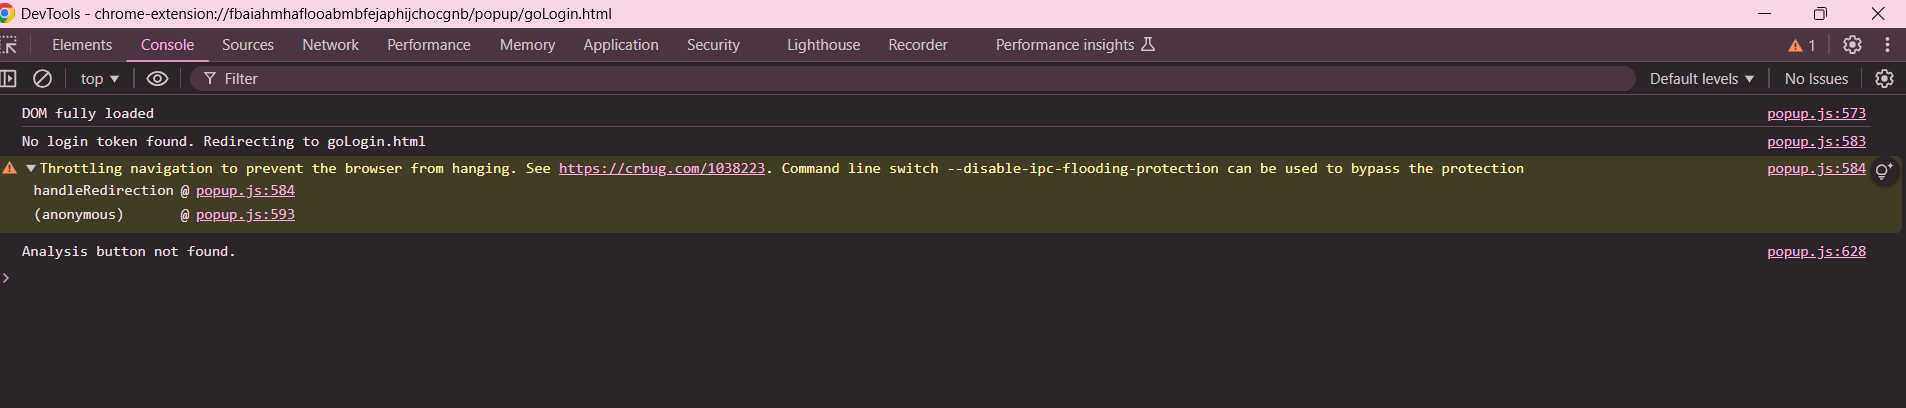 DevTools - chrome-extension://fbaiahmhaflooabmbfejaphijchocgnb/popup/goLogin.html
Elements Console Sources Network Performance Memory Application Security Lighthouse Recorder Performance insights 1
top Filter Default levels No Issues
DOM fully loaded popup.js:573
No login token found. Redirecting to goLogin.html popup.js:583
Throttling navigation to prevent the browser from hanging. See https://crbug.com/1038223. Command line switch --disable-ipc-flooding-protection can be used to bypass the protection popup.js:584
handleRedirection @ popup.js:584
(anonymous) @ popup.js:593
Analysis button not found. popup.js:628